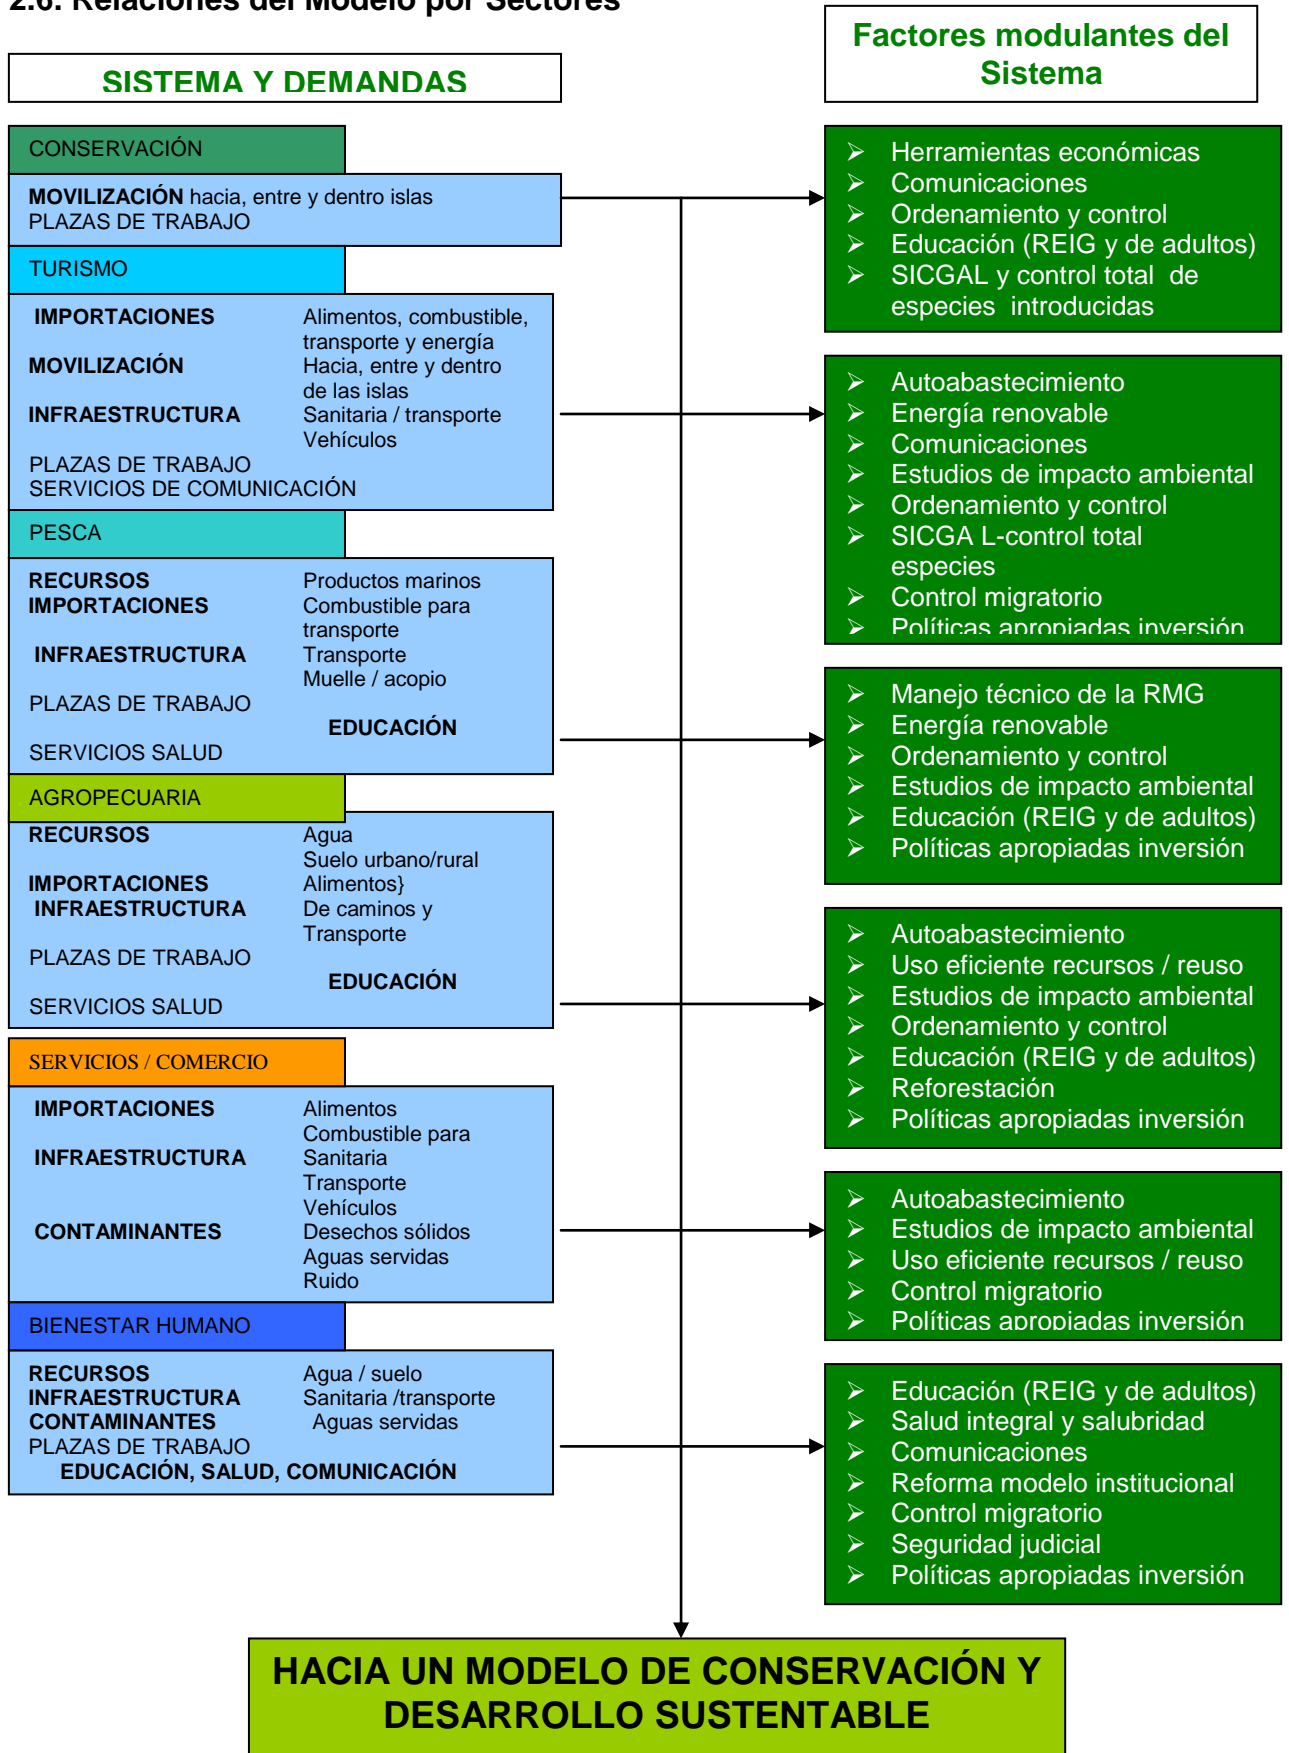 2.6. Relaciones del Modelo por Sectores
SISTEMA Y DEMANDAS
Factores modulantes del
Sistema
CONSERVACIÓN
MOVILIZACIÓN hacia, entre y dentro islas
PLAZAS DE TRABAJO
➢ Herramientas económicas
➢ Comunicaciones
➢ Ordenamiento y control
➢ Educación (REIG y de adultos)
➢ SICGAL y control total de
especies introducidas
TURISMO
IMPORTACIONES Alimentos, combustible,
transporte y energía
MOVILIZACIÓN Hacia, entre y dentro
de las islas
INFRAESTRUCTURA Sanitaria / transporte
Vehículos
PLAZAS DE TRABAJO
SERVICIOS DE COMUNICACIÓN
➢ Autoabastecimiento
➢ Energía renovable
➢ Comunicaciones
➢ Estudios de impacto ambiental
➢ Ordenamiento y control
➢ SICGA L-control total
especies
➢ Control migratorio
➢ Políticas apropiadas inversión
PESCA
RECURSOS Productos marinos
IMPORTACIONES Combustible para
transporte
INFRAESTRUCTURA Transporte
Muelle / acopio
PLAZAS DE TRABAJO
EDUCACIÓN
SERVICIOS SALUD
➢ Manejo técnico de la RMG
➢ Energía renovable
➢ Ordenamiento y control
➢ Estudios de impacto ambiental
➢ Educación (REIG y de adultos)
➢ Políticas apropiadas inversión
AGROPECUARIA
RECURSOS Agua
Suelo urbano/rural
IMPORTACIONES Alimentos}
INFRAESTRUCTURA De caminos y
Transporte
PLAZAS DE TRABAJO
EDUCACIÓN
SERVICIOS SALUD
➢ Autoabastecimiento
➢ Uso eficiente recursos / reuso
➢ Estudios de impacto ambiental
➢ Ordenamiento y control
➢ Educación (REIG y de adultos)
➢ Reforestación
➢ Políticas apropiadas inversión
SERVICIOS / COMERCIO
IMPORTACIONES Alimentos
Combustible para
INFRAESTRUCTURA Sanitaria
Transporte
Vehículos
CONTAMINANTES Desechos sólidos
Aguas servidas
Ruido
➢ Autoabastecimiento
➢ Estudios de impacto ambiental
➢ Uso eficiente recursos / reuso
➢ Control migratorio
➢ Políticas apropiadas inversión
BIENESTAR HUMANO
RECURSOS Agua / suelo
INFRAESTRUCTURA Sanitaria /transporte
CONTAMINANTES Aguas servidas
PLAZAS DE TRABAJO
EDUCACIÓN, SALUD, COMUNICACIÓN
➢ Educación (REIG y de adultos)
➢ Salud integral y salubridad
➢ Comunicaciones
➢ Reforma modelo institucional
➢ Control migratorio
➢ Seguridad judicial
➢ Políticas apropiadas inversión
HACIA UN MODELO DE CONSERVACIÓN Y
DESARROLLO SUSTENTABLE